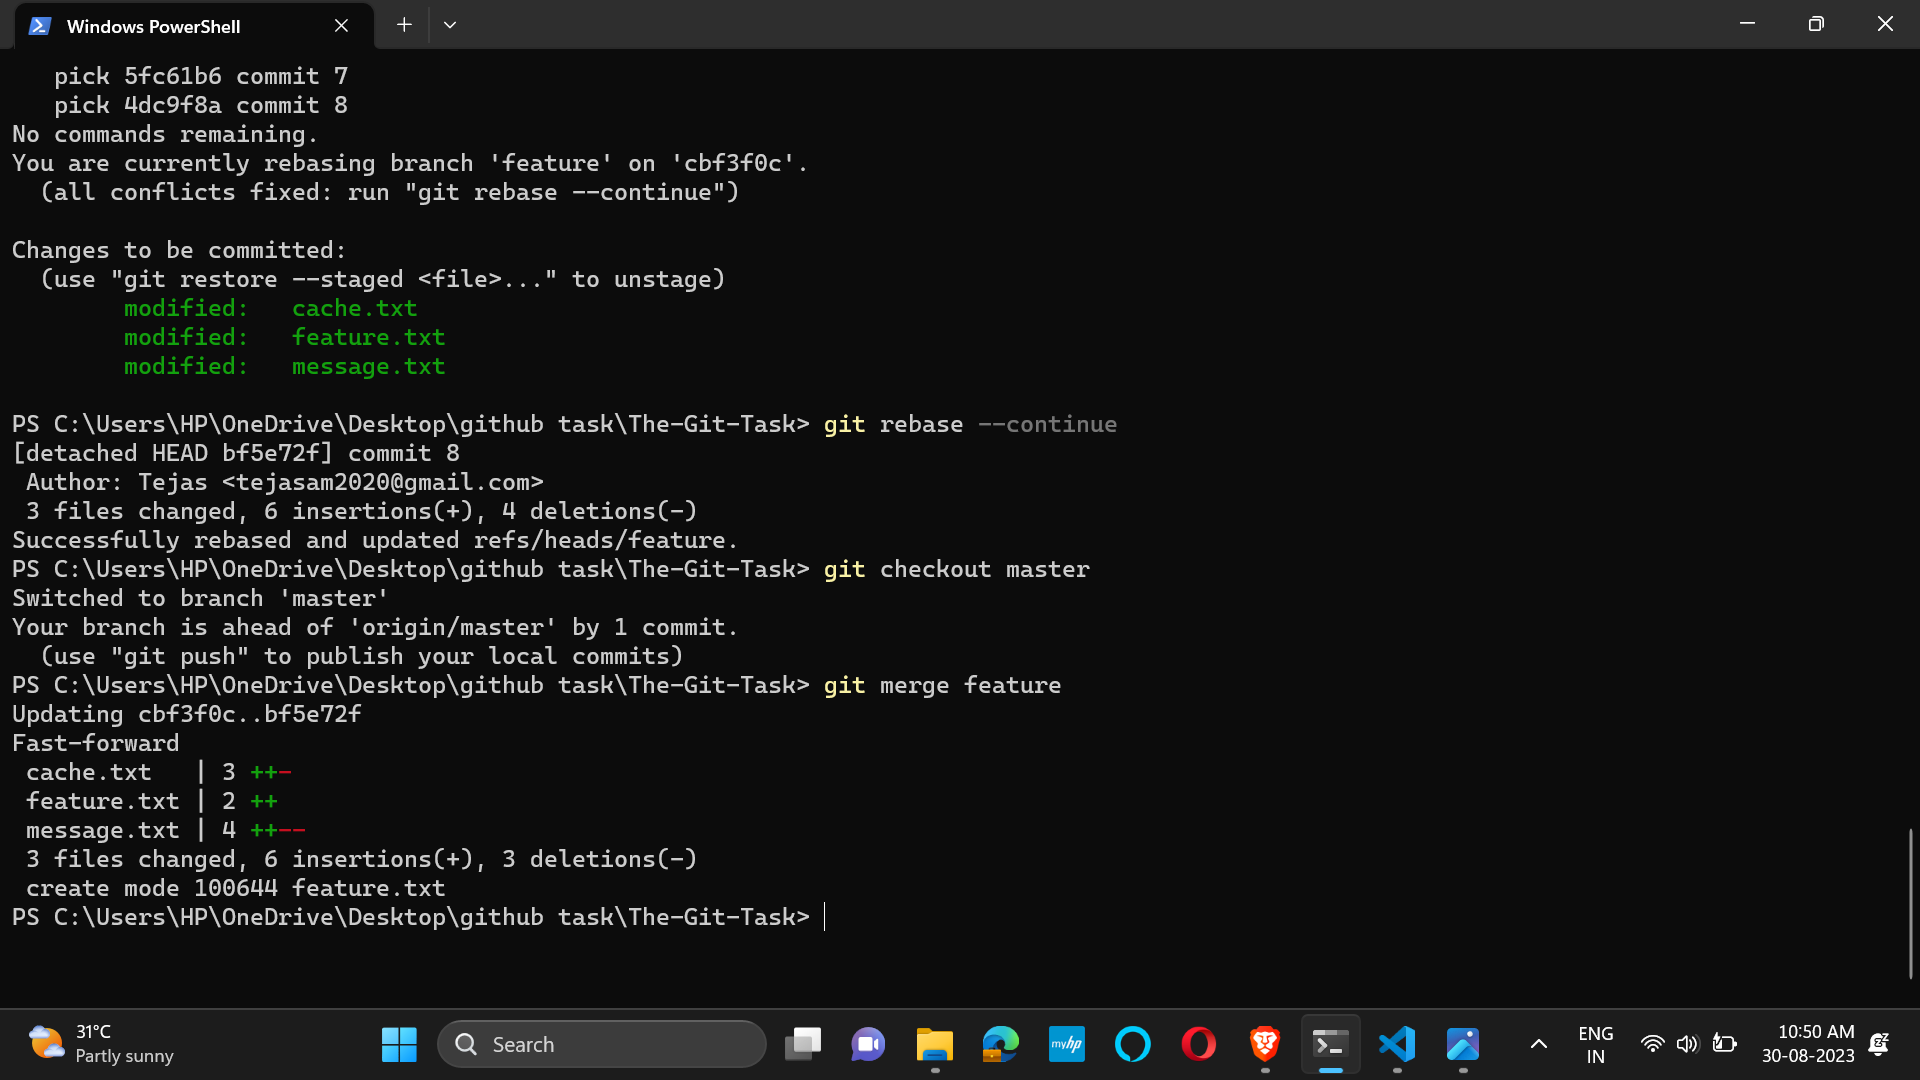 Windows PowerShell
pick 5fc61b6 commit 7
pick 4dc9f8a commit 8
No commands remaining.
You are currently rebasing branch 'feature' on 'cbf3f0c'.
(all conflicts fixed: run "git rebase --continue")
Changes to be committed:
(use "git restore --staged <file>..." to unstage)
modified:   cache.txt
modified:   feature.txt
modified:   message.txt
PS C:\Users\HP\OneDrive\Desktop\github task\The-Git-Task> git rebase --continue
[detached HEAD bf5e72f] commit 8
Author: Tejas <tejasam2020@gmail.com>
3 files changed, 6 insertions(+), 4 deletions(-)
Successfully rebased and updated refs/heads/feature.
PS C:\Users\HP\OneDrive\Desktop\github task\The-Git-Task> git checkout master
Switched to branch 'master'
Your branch is ahead of 'origin/master' by 1 commit.
(use "git push" to publish your local commits)
PS C:\Users\HP\OneDrive\Desktop\github task\The-Git-Task> git merge feature
Updating cbf3f0c..bf5e72f
Fast-forward
cache.txt   | 3 ++-
feature.txt | 2 ++
message.txt | 4 ++--
3 files changed, 6 insertions(+), 3 deletions(-)
create mode 100644 feature.txt
PS C:\Users\HP\OneDrive\Desktop\github task\The-Git-Task>
31°C
Partly sunny
Search
myhp
ENG
IN
10:50 AM
30-08-2023